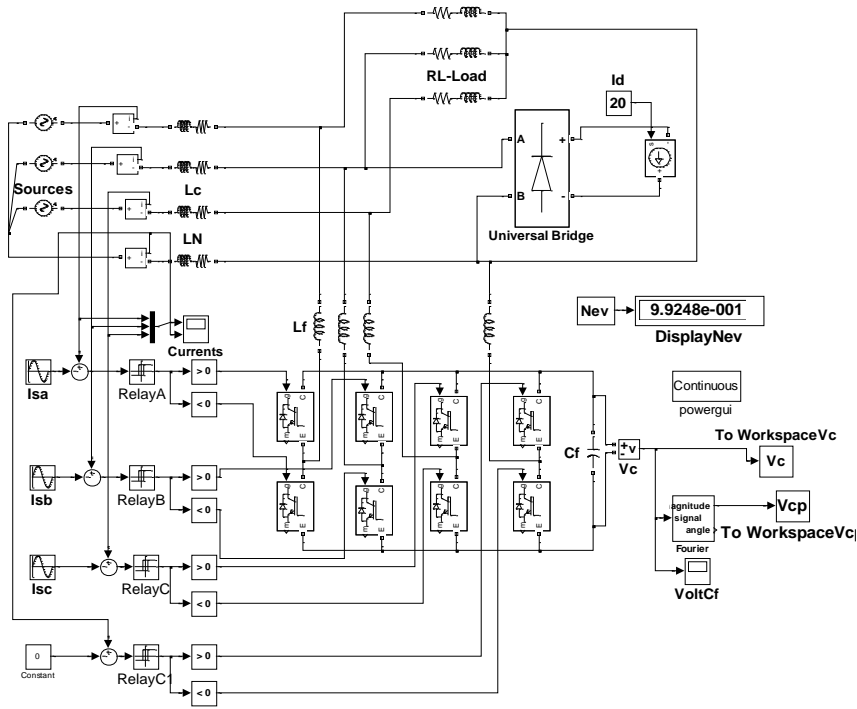 RL-Load
Id
20
A
+
B
-
s
-
+
Universal Bridge
+
-
i
+
-
i
+
-
i
+
-
i
Sources
Lc
LN
Lf
Nev
9.9248e-001
DisplayNev
Currents
Isa
RelayA
> 0
< 0
g
C
m
E
g
C
m
E
g
C
m
E
g
C
m
E
Continuous
powergui
Cf
+
-
v
Vc
To WorkspaceVc
Vc
Isb
RelayB
> 0
< 0
g
C
m
E
g
C
m
E
g
C
m
E
g
C
m
E
agnitude
signal
angle
Fourier
Vcp
To WorkspaceVcp
VoltCf
Isc
RelayC
> 0
< 0
0
Constant
RelayC1
> 0
< 0